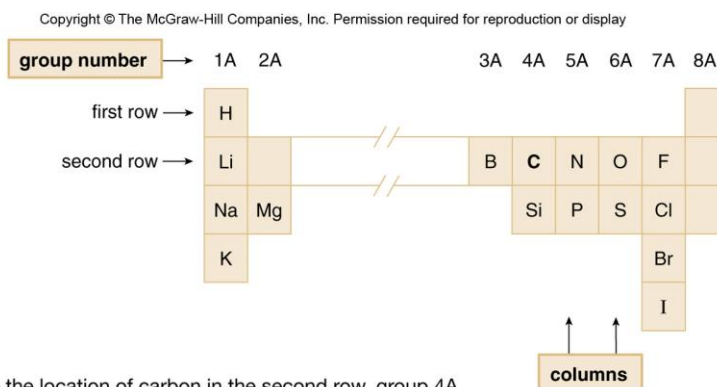 Copyright © The McGraw-Hill Companies, Inc. Permission required for reproduction or display
group number 1A 2A 3A 4A 5A 6A 7A 8A
first row H
second row Li B C N O F
Na Mg Si P S Cl
K Br
I
columns
the location of carbon in the second row, group 4A